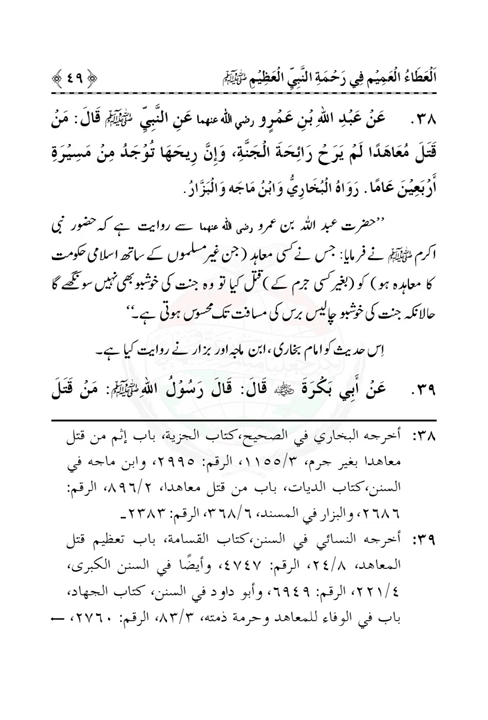 اَلْعَطَاءُ الْعَمِيْم فِي رَحْمَةِ النَّبِيِّ الْعَظِيْمِ ﷺ ﴿ ٤٩ ﴾
٣٨. عَنْ عَبْدِ اللهِ بْنِ عَمْرٍو رضي الله عنهما عَنِ النَّبِيِّ ﷺ قَالَ: مَنْ
قَتَلَ مُعَاهَدًا لَمْ يَرَحْ رَائِحَةَ الْجَنَّةِ، وَإِنَّ رِيحَهَا تُوْجَدُ مِنْ مَسِيْرَةِ
أَرْبَعِيْنَ عَامًا. رَوَاهُ الْبُخَارِيُّ وَابْنُ مَاجَه وَالْبَزَّارُ.
’’حضرت عبد اللہ بن عمرو رضی اللہ عنہما سے روایت ہے کہ حضور نبی
اکرم ﷺ نے فرمایا: جس نے کسی معاہد (جن غیر مسلموں کے ساتھ اسلامی حکومت
کا معاہدہ ہو) کو (بغیر کسی جرم کے) قتل کیا تو وہ جنت کی خوشبو بھی نہیں سونگھے گا
حالانکہ جنت کی خوشبو چالیس برس کی مسافت تک محسوس ہوتی ہے۔‘‘
اِس حدیث کو امام بخاری، ابن ماجہ اور بزار نے روایت کیا ہے۔
٣٩. عَنْ أَبِي بَكْرَةَ ﷜ قَالَ: قَالَ رَسُوْلُ اللهِ ﷺ: مَنْ قَتَلَ
٣٨: أخرجه البخاري في الصحيح،كتاب الجزية، باب إثم من قتل
معاهدا بغير جرم، ٣/١١٥٥، الرقم: ٢٩٩٥، وابن ماجه في
السنن،كتاب الديات، باب من قتل معاهدا، ٢/٨٩٦، الرقم:
٢٦٨٦، والبزار في المسند، ٦/٣٦٨، الرقم: ٢٣٨٣ــ
٣٩: أخرجه النسائي في السنن،كتاب القسامة، باب تعظيم قتل
المعاهد، ٨/٢٤، الرقم: ٤٧٤٧، وأيضًا في السنن الكبرى،
٤/٢٢١، الرقم: ٦٩٤٩، وأبو داود في السنن، كتاب الجهاد،
باب في الوفاء للمعاهد وحرمة ذمته، ٣/٨٣، الرقم: ٢٧٦٠، ←